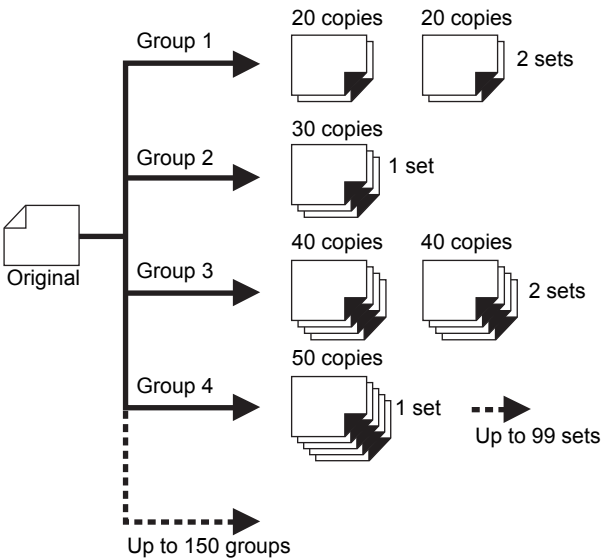 20 copies 20 copies
Group 1
2 sets
30 copies
Group 2
1 set
Original
40 copies 40 copies
Group 3
2 sets
50 copies
Group 4
1 set
Up to 99 sets
Up to 150 groups